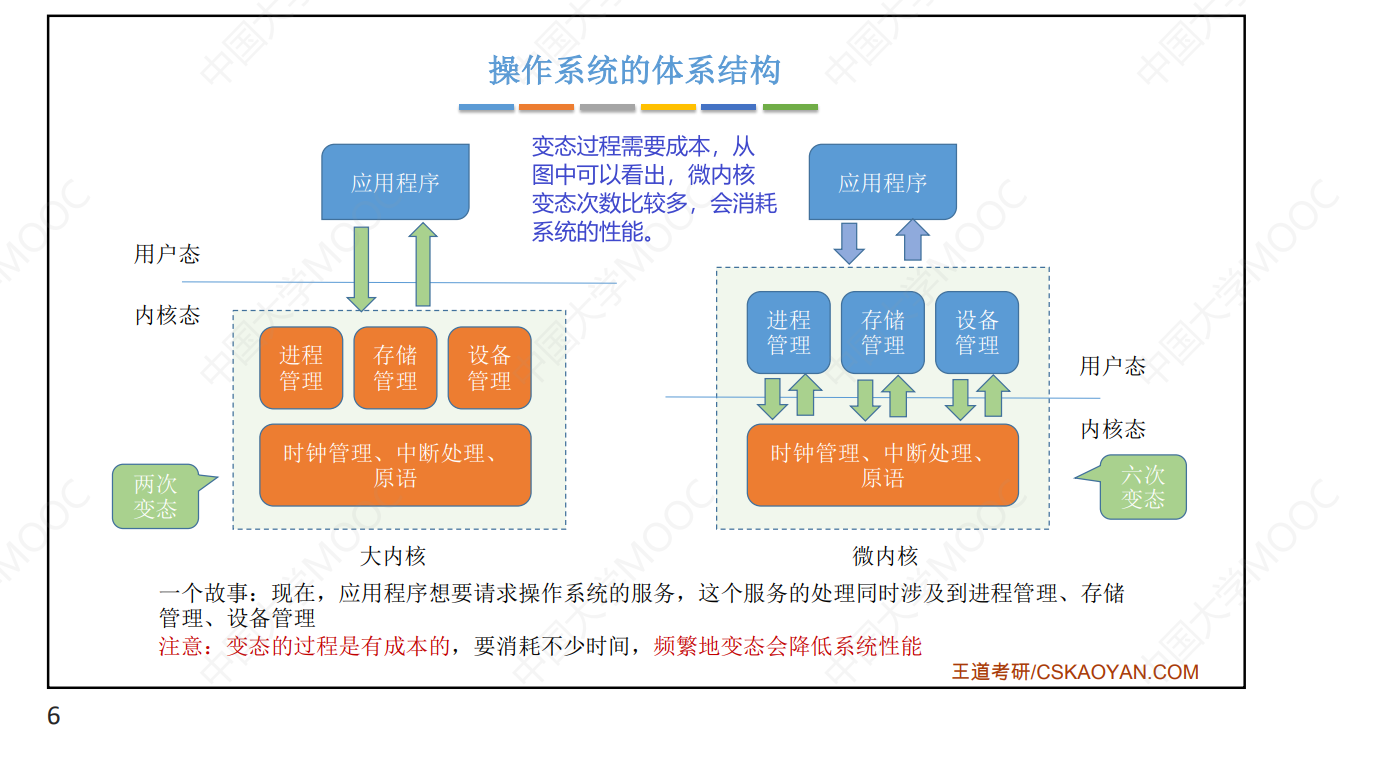 操作系统的体系结构
变态过程需要成本，从
图中可以看出，微内核
变态次数比较多，会消耗
系统的性能。
应用程序
用户态
内核态
进程
管理
存储
管理
设备
管理
时钟管理、中断处理、
原语
两次
变态
大内核
应用程序
进程
管理
存储
管理
设备
管理
用户态
内核态
时钟管理、中断处理、
原语
六次
变态
微内核
一个故事：现在，应用程序想要请求操作系统的服务，这个服务的处理同时涉及到进程管理、存储
管理、设备管理
注意：变态的过程是有成本的，要消耗不少时间，频繁地变态会降低系统性能
王道考研/CSKAOYAN.COM
6
中国大学MOOC